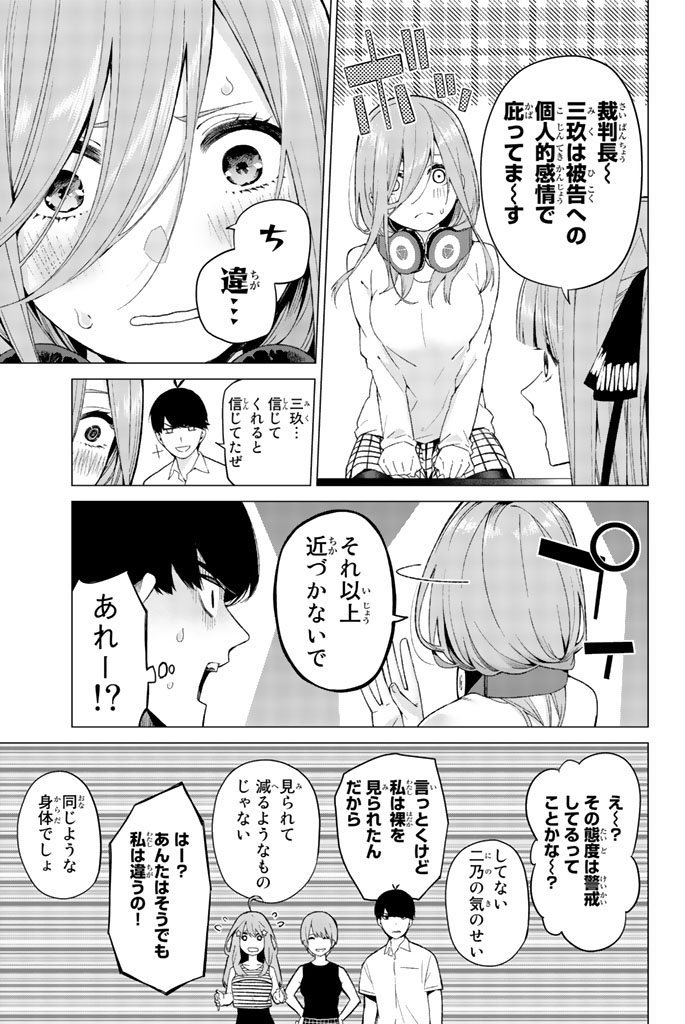 裁判長～
三玖は被告への
個人的感情で
庇ってま～す
ボッ
ち
違…
三玖…
信じて
くれると
信じてたぜ
プイ
それ以上
近づかないで
あれー!?
え～？
その態度は警戒
してるって
ことかな～？
してない
二乃の気のせい
言っとくけど
私は裸を
見られたん
だから
見られて
減るようなもの
じゃない
はー？
あんたはそうでも
私は違うの！
同じような
身体でしょ